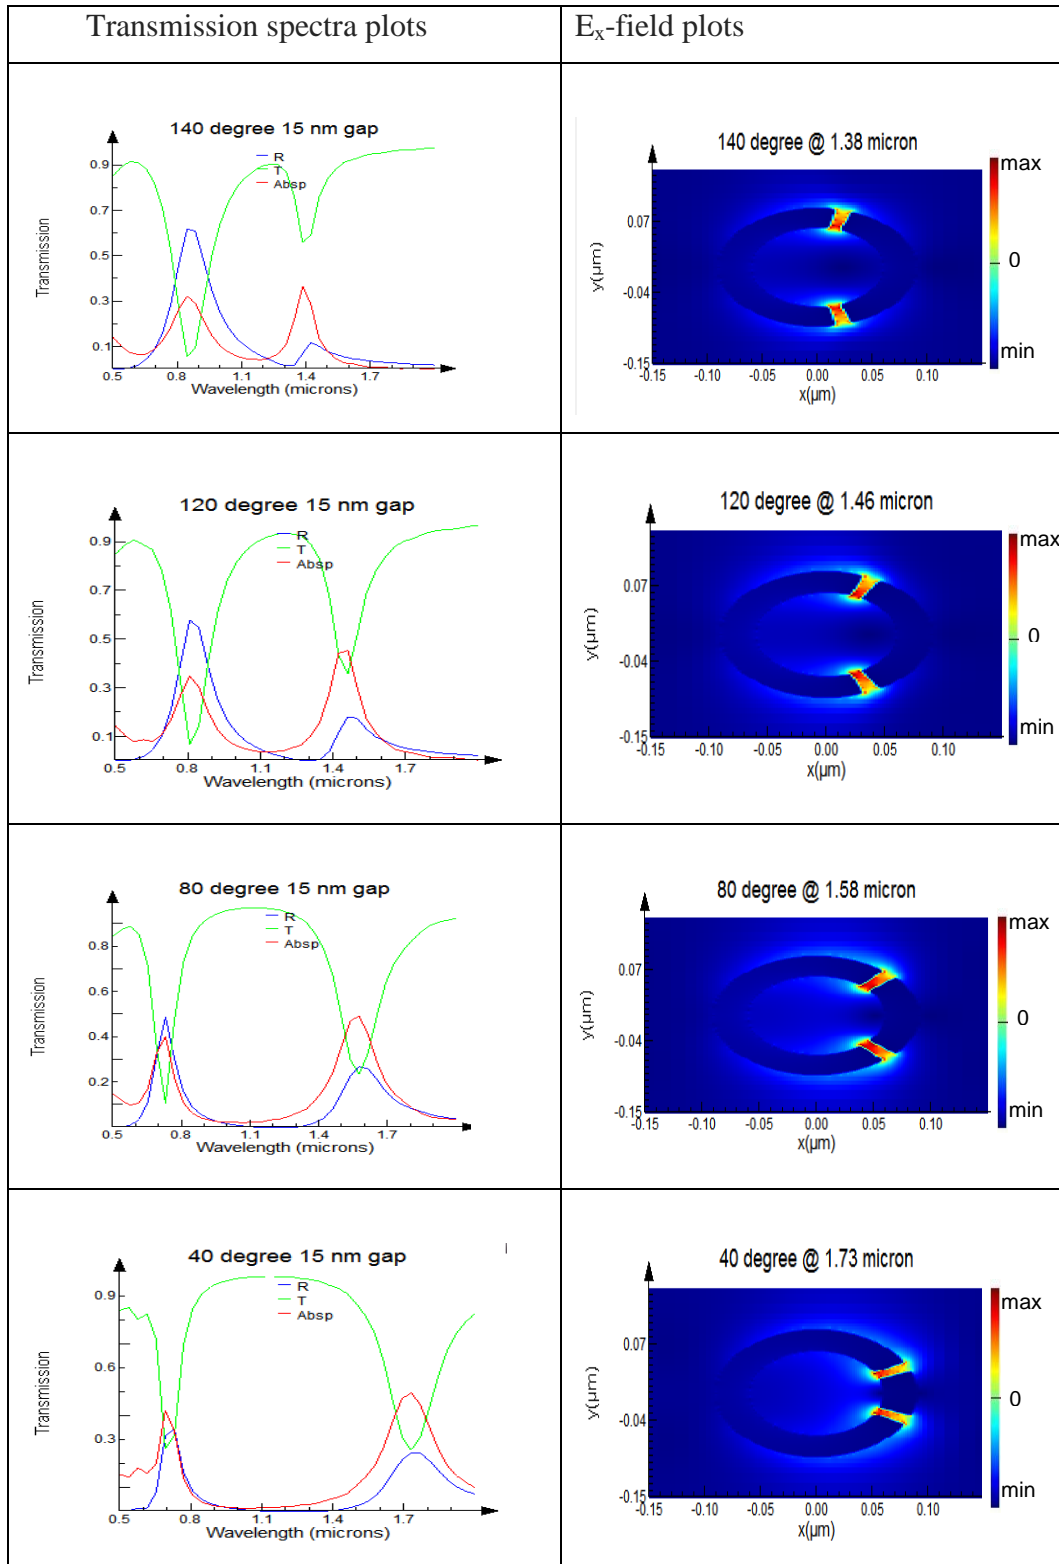 Transmission spectra plots
Ex-field plots
140 degree 15 nm gap
R
T
Absp
0.9
0.7
0.5
0.3
0.1
Transmission
0.5 0.8 1.1 1.4 1.7
Wavelength (microns)
140 degree @ 1.38 micron
max
0
min
y(µm)
0.07
-0.04
-0.15
-0.15 -0.10 -0.05 0.00 0.05 0.10
x(µm)
120 degree 15 nm gap
R
T
Absp
0.9
0.7
0.5
0.3
0.1
Transmission
0.5 0.8 1.1 1.4 1.7
Wavelength (microns)
120 degree @ 1.46 micron
max
0
min
y(µm)
0.07
-0.04
-0.15
-0.15 -0.10 -0.05 0.00 0.05 0.10
x(µm)
80 degree 15 nm gap
R
T
Absp
0.8
0.6
0.4
0.2
Transmission
0.5 0.8 1.1 1.4 1.7
Wavelength (microns)
80 degree @ 1.58 micron
max
0
min
y(µm)
0.07
-0.04
-0.15
-0.15 -0.10 -0.05 0.00 0.05 0.10
x(µm)
40 degree 15 nm gap
R
T
Absp
0.9
0.6
0.3
Transmission
0.5 0.8 1.1 1.4 1.7
Wavelength (microns)
40 degree @ 1.73 micron
max
0
min
y(µm)
0.07
-0.04
-0.15
-0.15 -0.10 -0.05 0.00 0.05 0.10
x(µm)